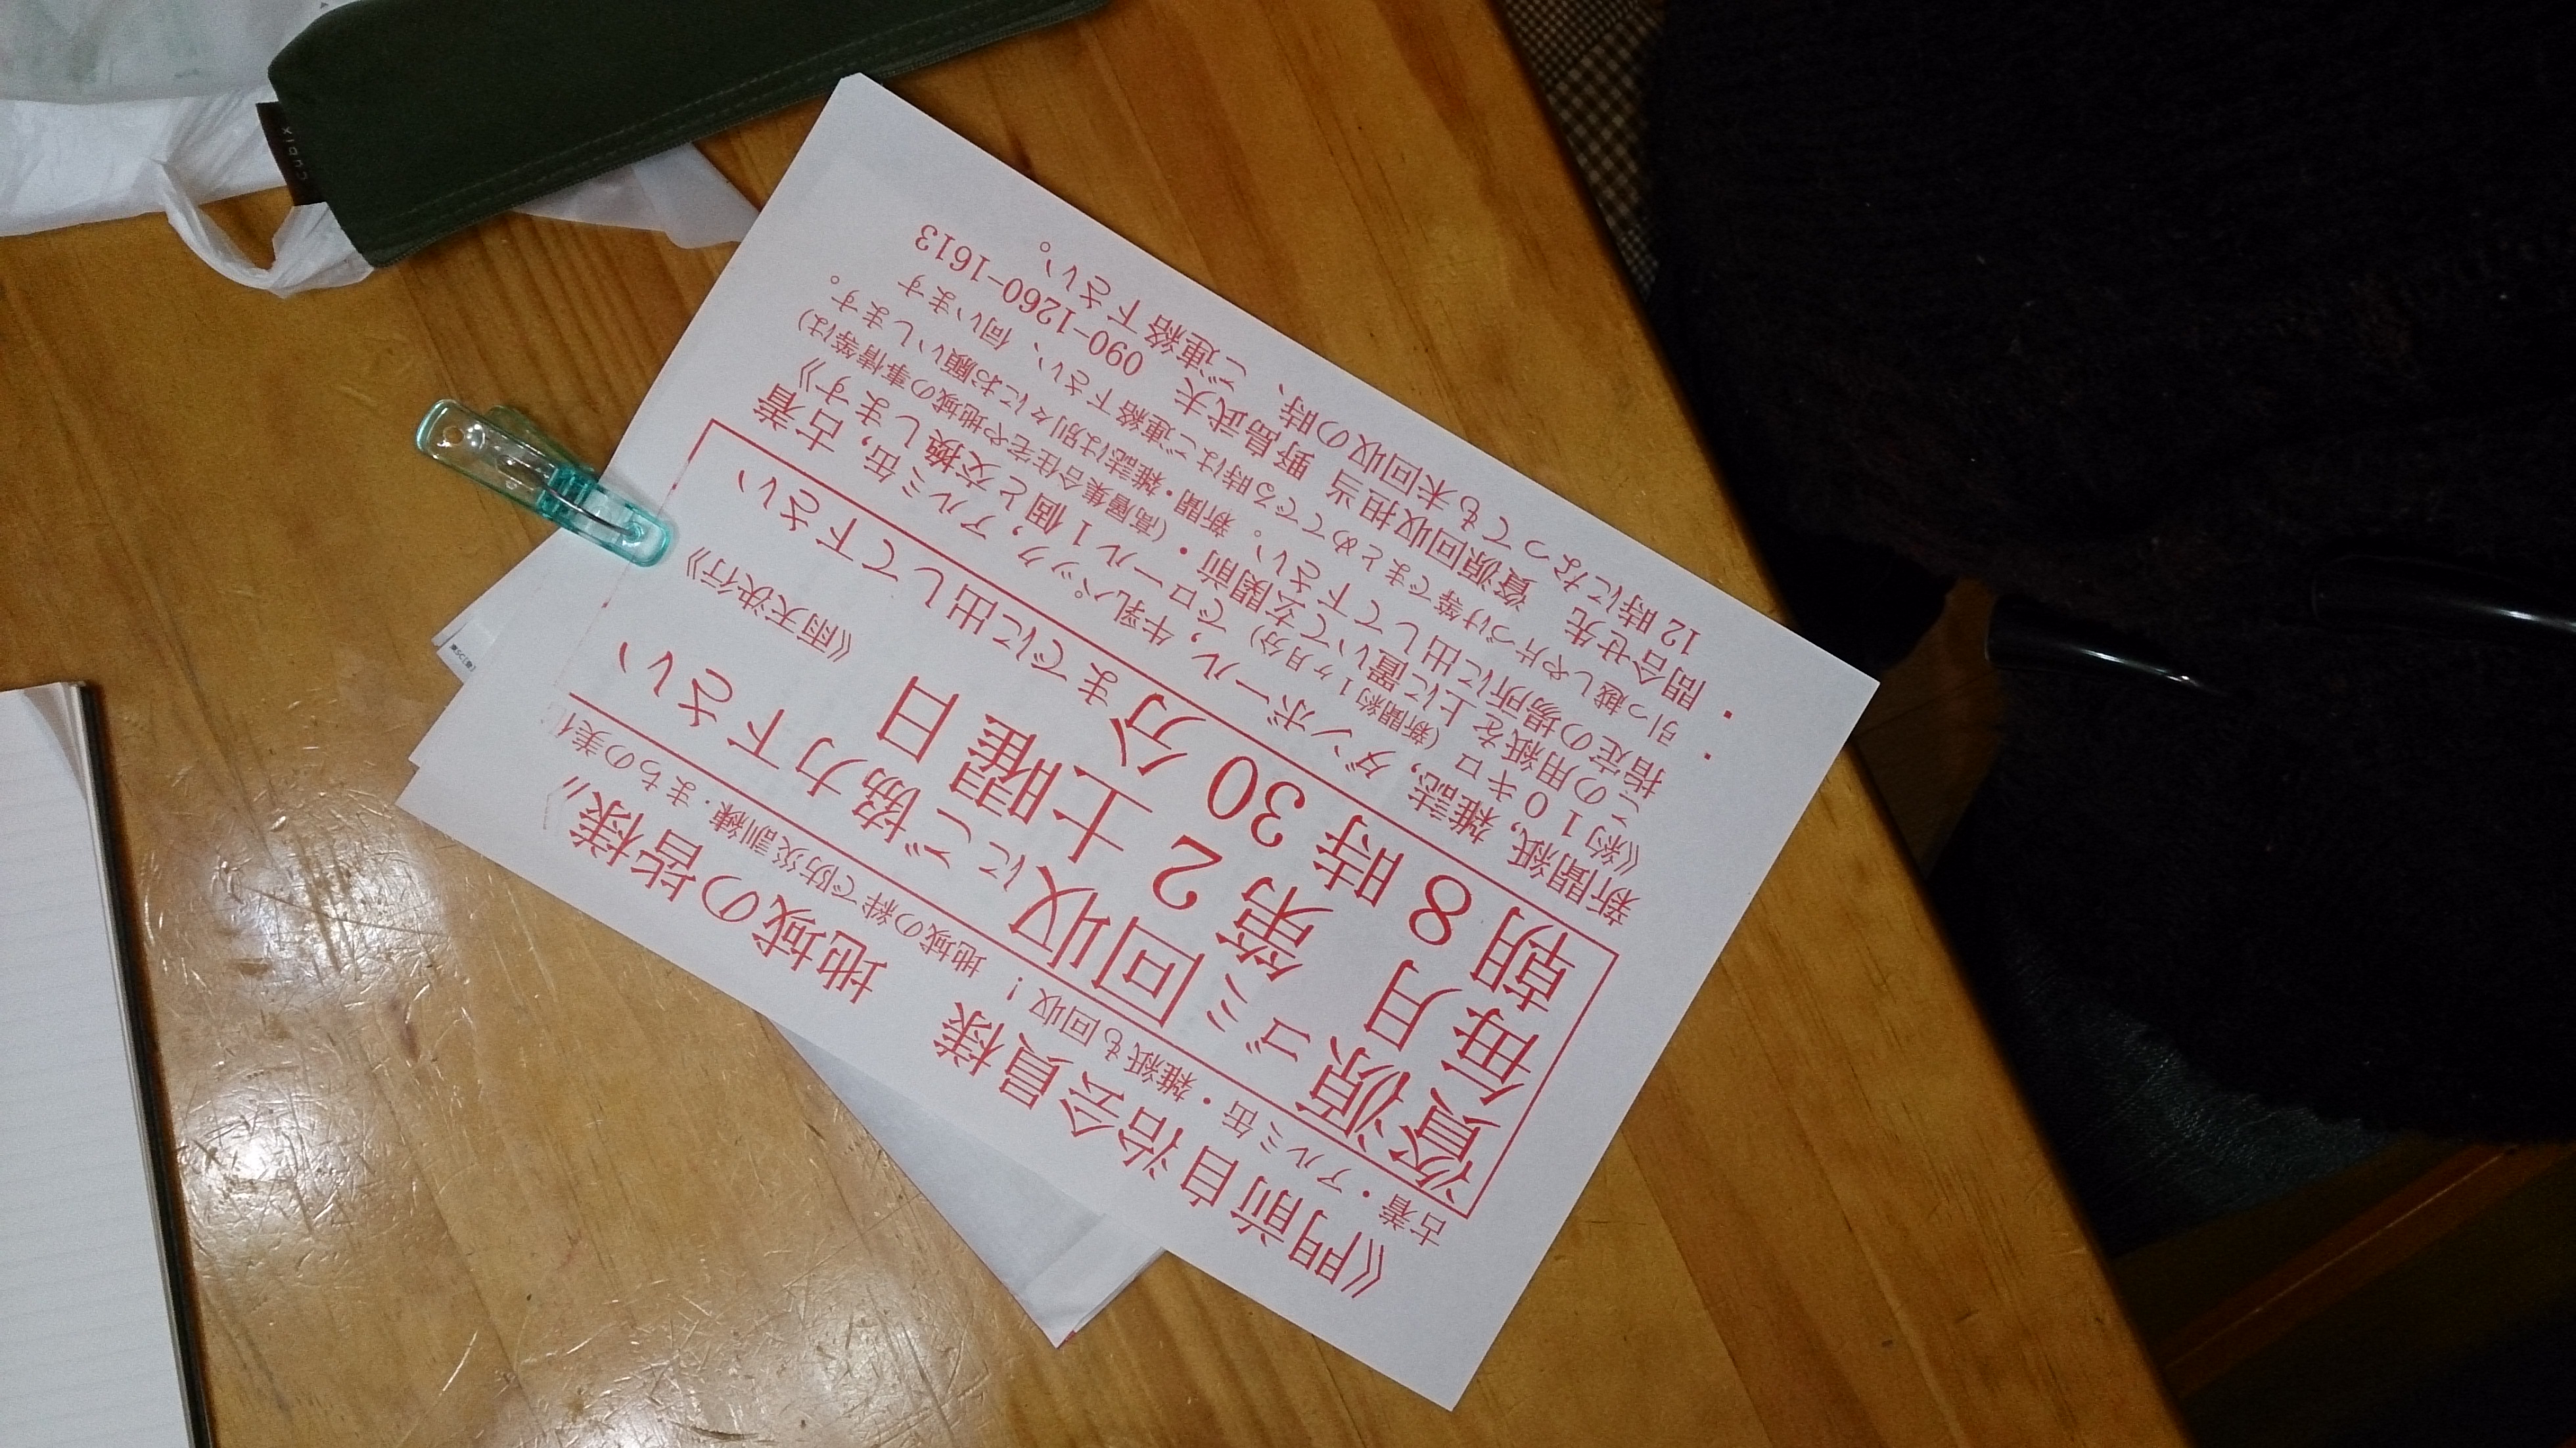 《門前自治会員様　地域の皆様》
古着・アルミ缶・雑紙も回収！　地域の絆で防災訓練・まちの美化
資源ゴミ回収にご協力下さい
毎月　第２土曜日　《雨天決行》
朝８時30分までに出して下さい
新聞紙, 雑誌, ダンボール, 牛乳パック, アルミ缶, 古着
《約１０キロ（新聞約１ヶ月分）でロール１個と交換します》
この用紙を上に置いて玄関前・（高層集合住宅や地域の事情等は）
指定の場所に出して下さい。新聞・雑誌は別々にお願いします。
・　引っ越しや片づけ等でまとめてでる時はご連絡下さい、伺います
・　問合せ先　資源回収担当　野島武夫　090-1260-1613
12時になっても未回収の時、ご連絡下さい。
cubix